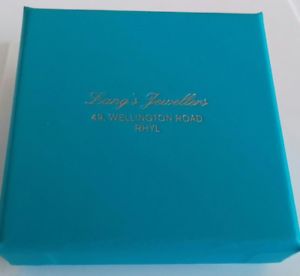 Lang's Jewellers
49, WELLINGTON ROAD
RHYL